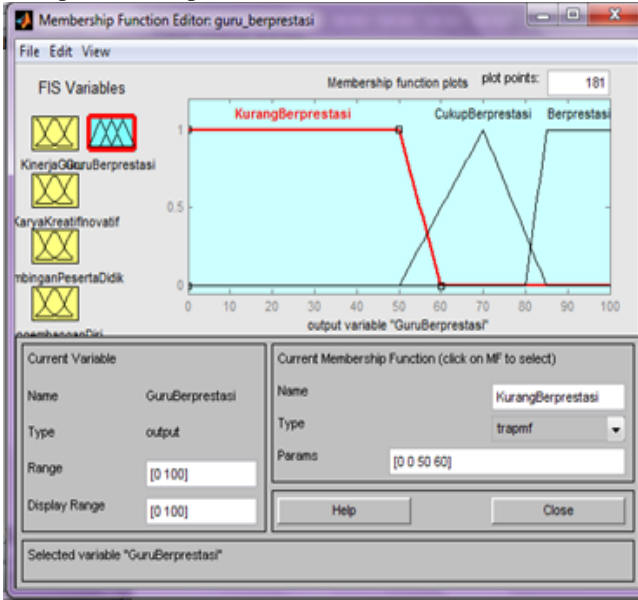 Membership Function Editor: guru_berprestasi
File Edit View
FIS Variables
Membership function plots plot points: 181
KurangBerprestasi CukupBerprestasi Berprestasi
1
0.5
0
0 10 20 30 40 50 60 70 80 90 100
output variable "GuruBerprestasi"
GuruBerprestasi
KaryaKreatifInovatif
mbinganPesertaDidik
Current Variable
Name GuruBerprestasi
Type output
Range [0 100]
Display Range [0 100]
Current Membership Function (click on MF to select)
Name KurangBerprestasi
Type trapmf
Params [0 0 50 60]
Help Close
Selected variable "GuruBerprestasi"